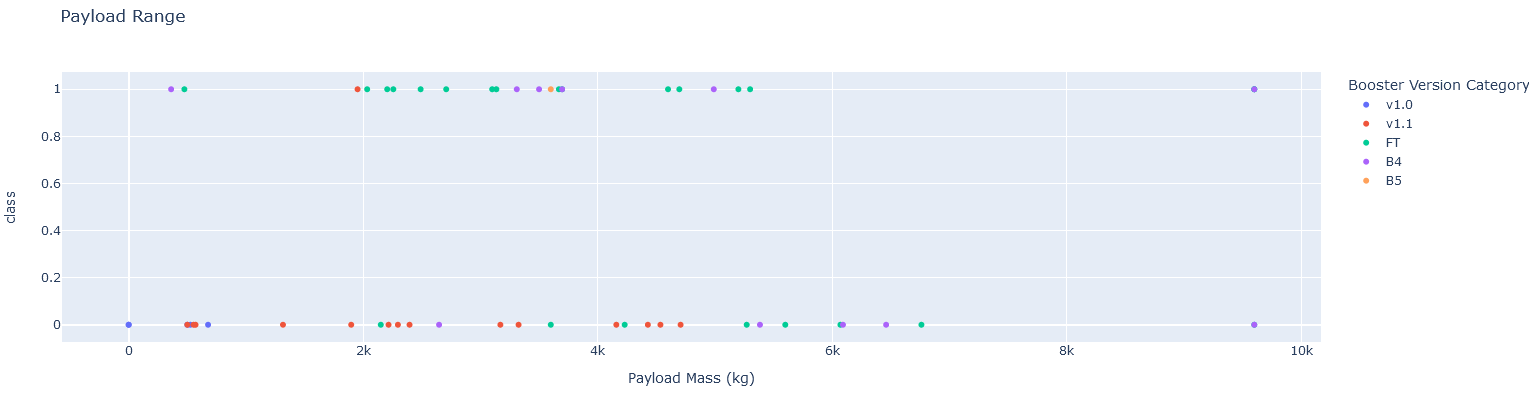 Payload Range
1
0.8
0.6
0.4
0.2
0
class
0
2k
4k
6k
8k
10k
Payload Mass (kg)
Booster Version Category
v1.0
v1.1
FT
B4
B5